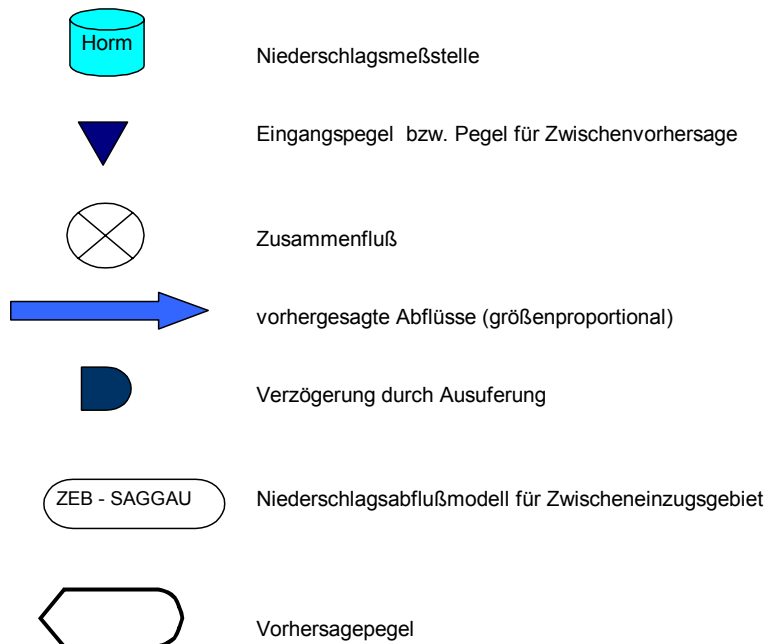 Horm
Niederschlagsmeßstelle
Eingangspegel bzw. Pegel für Zwischenvorhersage
Zusammenfluß
vorhergesagte Abflüsse (größenproportional)
Verzögerung durch Ausuferung
ZEB - SAGGAU
Niederschlagsabflußmodell für Zwischeneinzugsgebiet
Vorhersagepegel